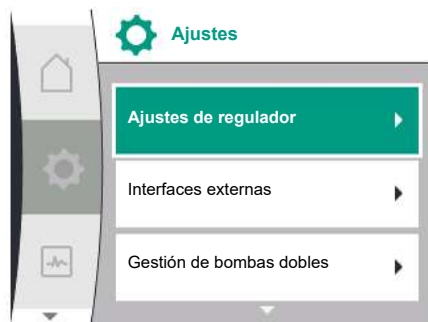 Ajustes
Ajustes de regulador
Interfaces externas
Gestión de bombas dobles